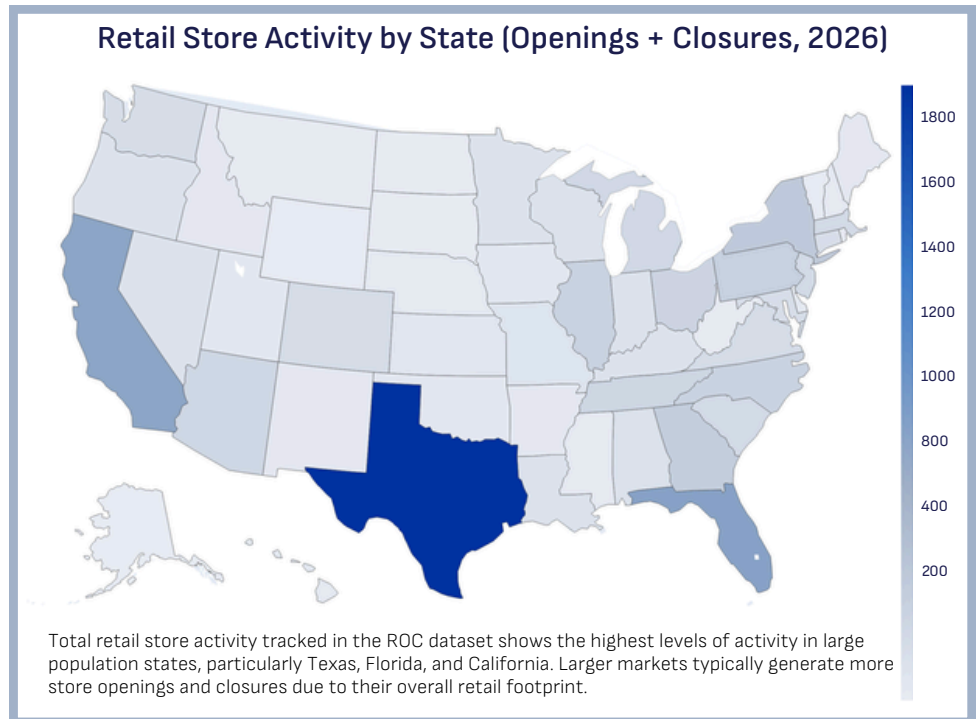 Retail Store Activity by State (Openings + Closures, 2026)
1800
1600
1400
1200
1000
800
400
200
Total retail store activity tracked in the ROC dataset shows the highest levels of activity in large
population states, particularly Texas, Florida, and California. Larger markets typically generate more
store openings and closures due to their overall retail footprint.